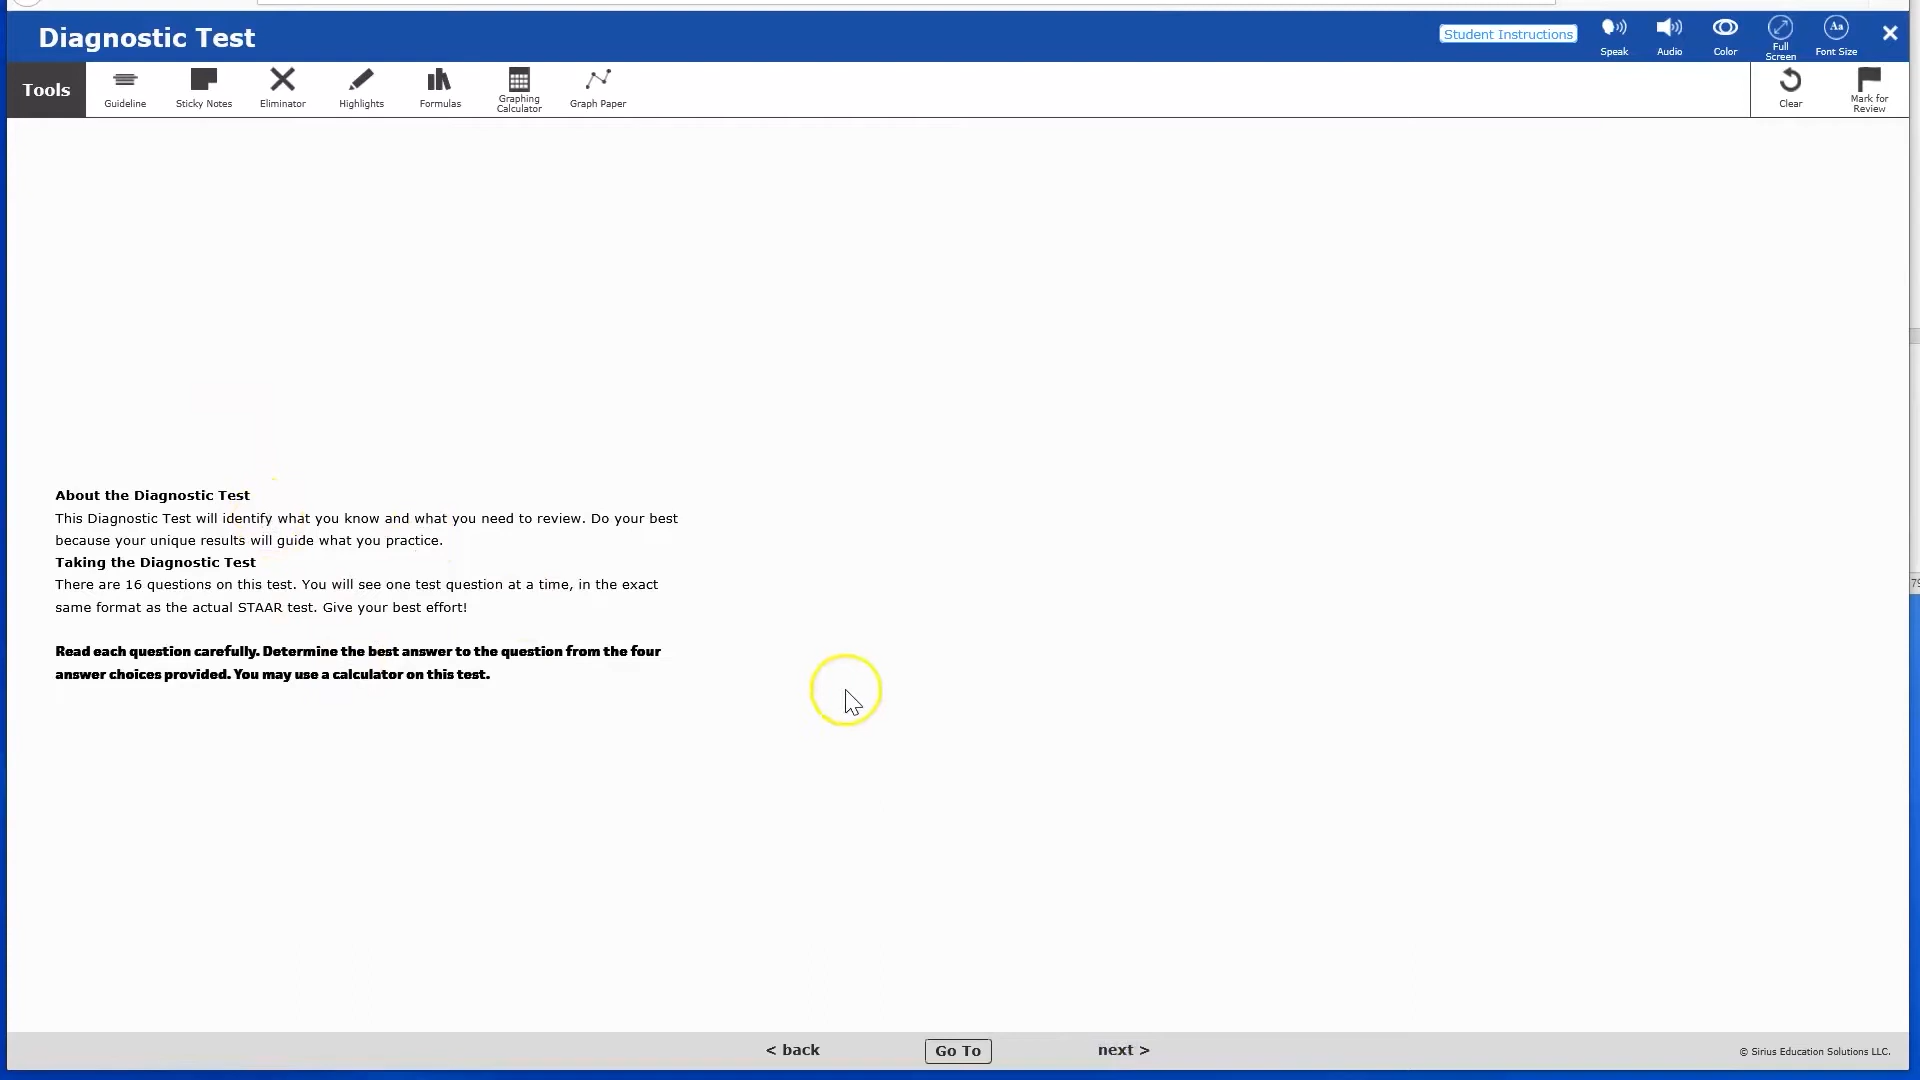 Diagnostic Test
Student Instructions
Speak
Audio
Color
Full
Screen
Aa
Font Size
Tools
Guideline
Sticky Notes
Eliminator
Highlights
Formulas
Graphing
Calculator
Graph Paper
Clear
Mark for
Review
About the Diagnostic Test
This Diagnostic Test will identify what you know and what you need to review. Do your best
because your unique results will guide what you practice.
Taking the Diagnostic Test
There are 16 questions on this test. You will see one test question at a time, in the exact
same format as the actual STAAR test. Give your best effort!
Read each question carefully. Determine the best answer to the question from the four
answer choices provided. You may use a calculator on this test.
< back
Go To
next >
© Sirius Education Solutions LLC.